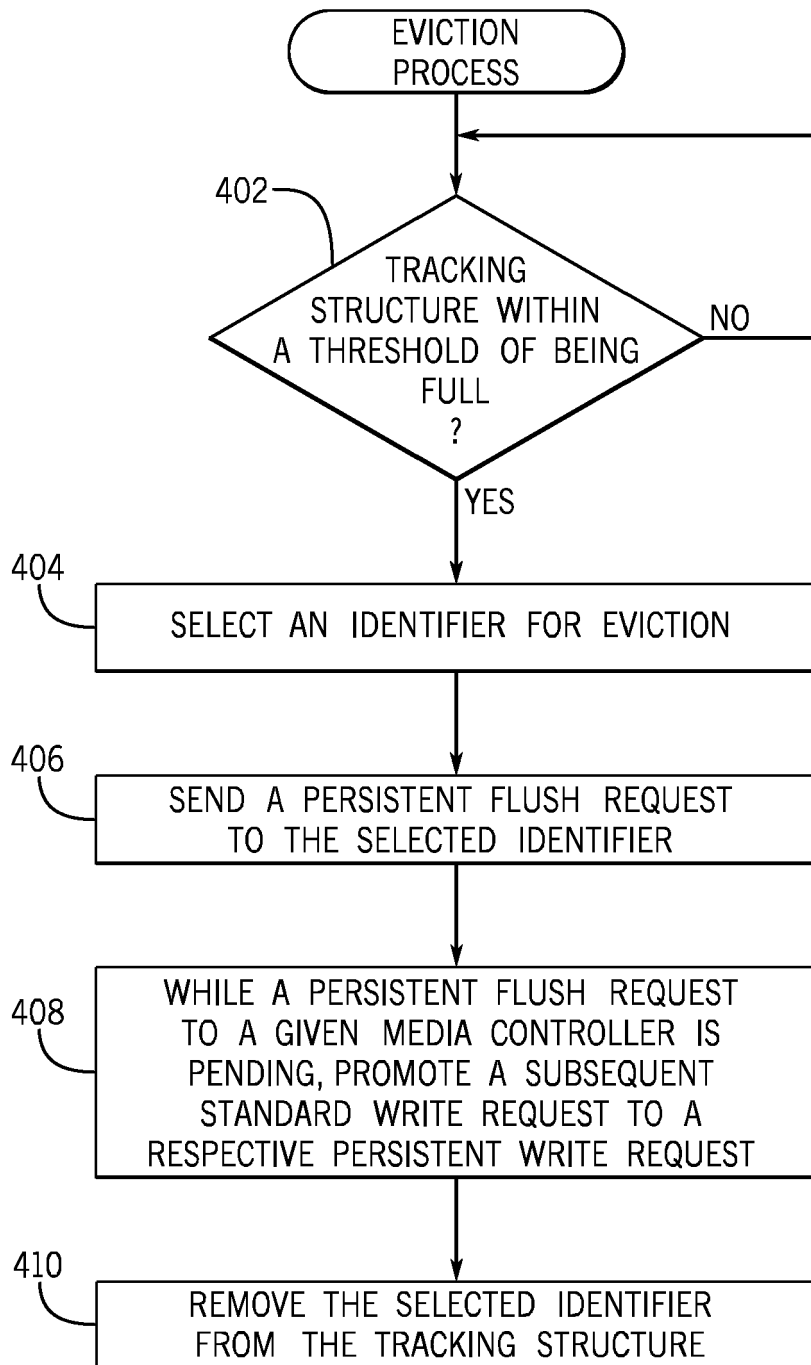 EVICTION
PROCESS
402
TRACKING
STRUCTURE WITHIN
A THRESHOLD OF BEING
FULL
?
NO
YES
404
SELECT AN IDENTIFIER FOR EVICTION
406
SEND A PERSISTENT FLUSH REQUEST
TO THE SELECTED IDENTIFIER
408
WHILE A PERSISTENT FLUSH REQUEST
TO A GIVEN MEDIA CONTROLLER IS
PENDING, PROMOTE A SUBSEQUENT
STANDARD WRITE REQUEST TO A
RESPECTIVE PERSISTENT WRITE REQUEST
410
REMOVE THE SELECTED IDENTIFIER
FROM THE TRACKING STRUCTURE